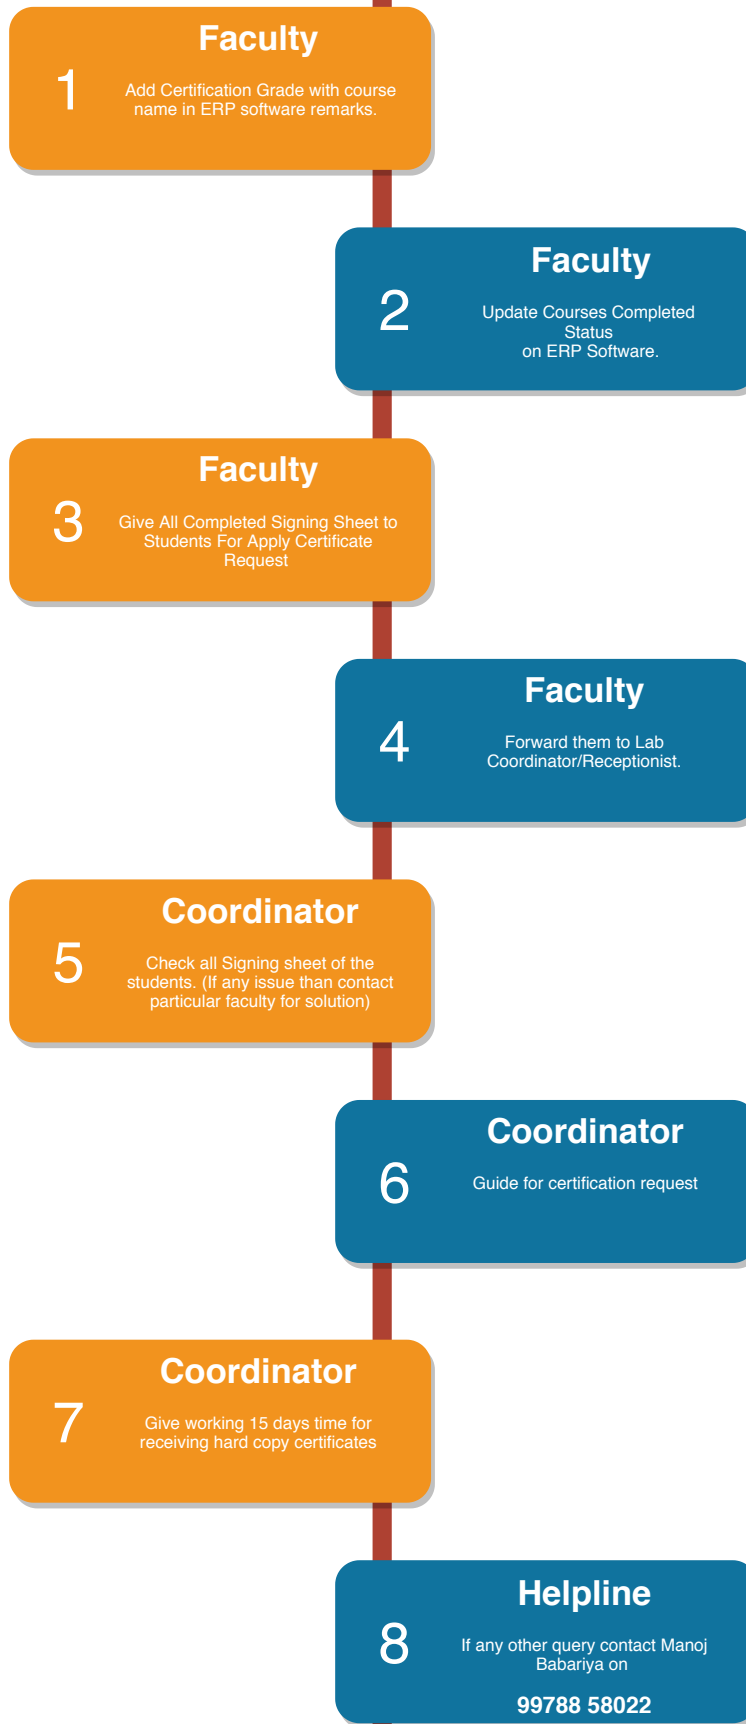 Faculty
1
Add Certification Grade with course
name in ERP software remarks.
Faculty
2
Update Courses Completed
Status
on ERP Software.
Faculty
3
Give All Completed Signing Sheet to
Students For Apply Certificate
Request
Faculty
4
Forward them to Lab
Coordinator/Receptionist.
Coordinator
5
Check all Signing sheet of the
students. (If any issue than contact
particular faculty for solution)
Coordinator
6
Guide for certification request
Coordinator
7
Give working 15 days time for
receiving hard copy certificates
Helpline
8
If any other query contact Manoj
Babariya on
99788 58022